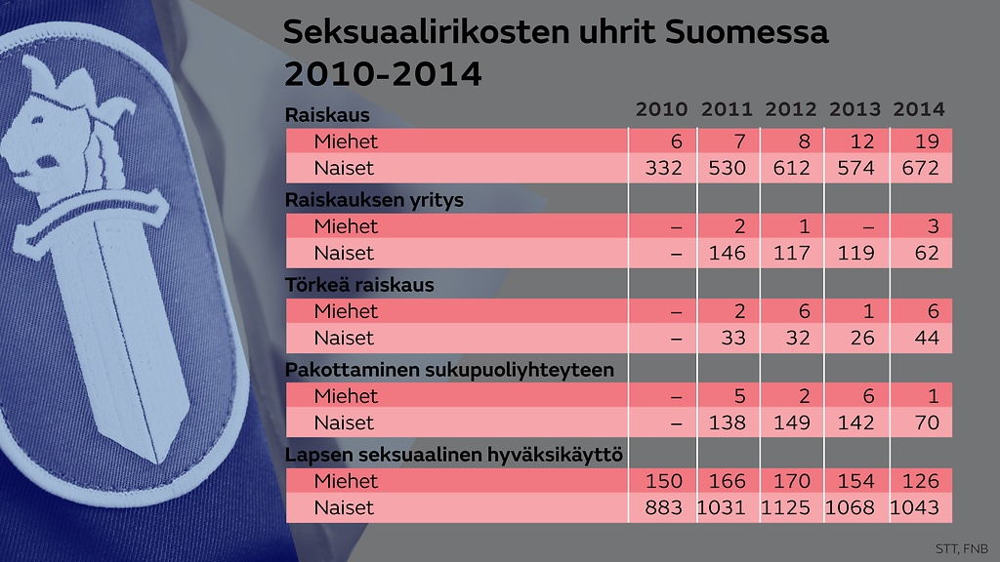 Seksuaalirikosten uhrit Suomessa
2010-2014
2010 2011 2012 2013 2014
Raiskaus
Miehet 6 7 8 12 19
Naiset 332 530 612 574 672
Raiskauksen yritys
Miehet – 2 1 – 3
Naiset – 146 117 119 62
Törkeä raiskaus
Miehet – 2 6 1 6
Naiset – 33 32 26 44
Pakottaminen sukupuoliyhteyteen
Miehet – 5 2 6 1
Naiset – 138 149 142 70
Lapsen seksuaalinen hyväksikäyttö
Miehet 150 166 170 154 126
Naiset 883 1031 1125 1068 1043
STT, FNB